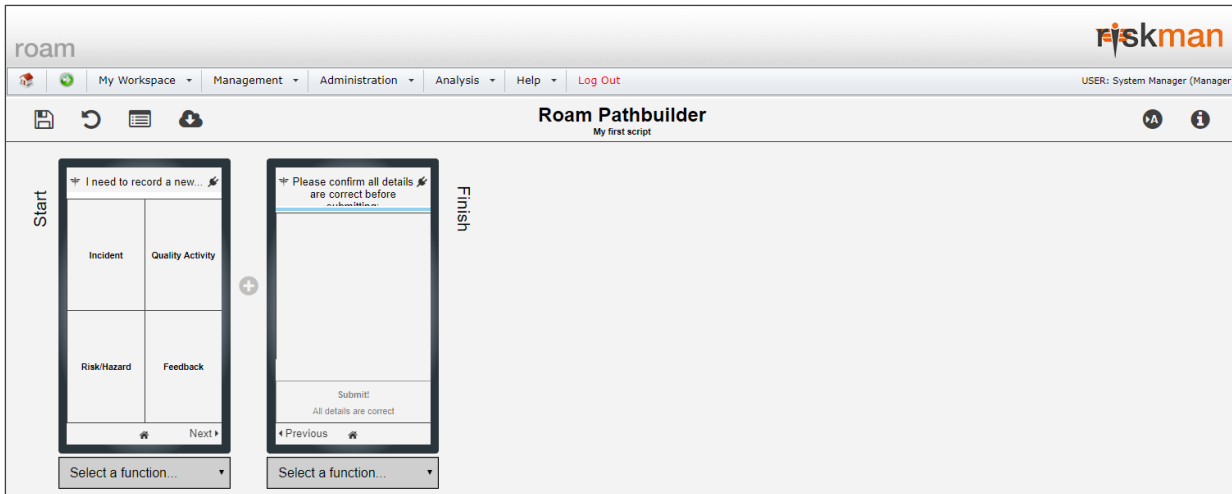 roam
riskman
My Workspace Management Administration Analysis Help Log Out
USER: System Manager (Manager
Roam Pathbuilder
My first script
A
Start
I need to record a new...
Incident
Quality Activity
Risk/Hazard
Feedback
Next
Select a function...
Please confirm all details
are correct before
submitting:
Submit!
All details are correct
Previous
Select a function...
Finish